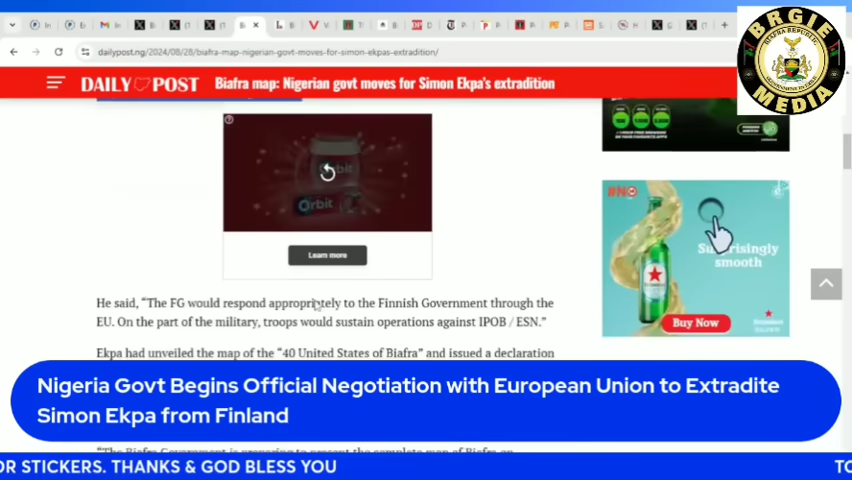 dailypost.ng/2024/08/28/biafra-map-nigerian-govt-moves-for-simon-ekpas-extradition/
DAILY POST
Biafra map: Nigerian govt moves for Simon Ekpa's extradition
BRGIE
MEDIA
Orbit
Orbit
Learn more
#NO
Surprisingly
smooth
Buy Now
He said, “The FG would respond appropriately to the Finnish Government through the
EU. On the part of the military, troops would sustain operations against IPOB / ESN.”
Ekpa had unveiled the map of the “40 United States of Biafra” and issued a declaration
Nigeria Govt Begins Official Negotiation with European Union to Extradite
Simon Ekpa from Finland
OR STICKERS. THANKS & GOD BLESS YOU
TO